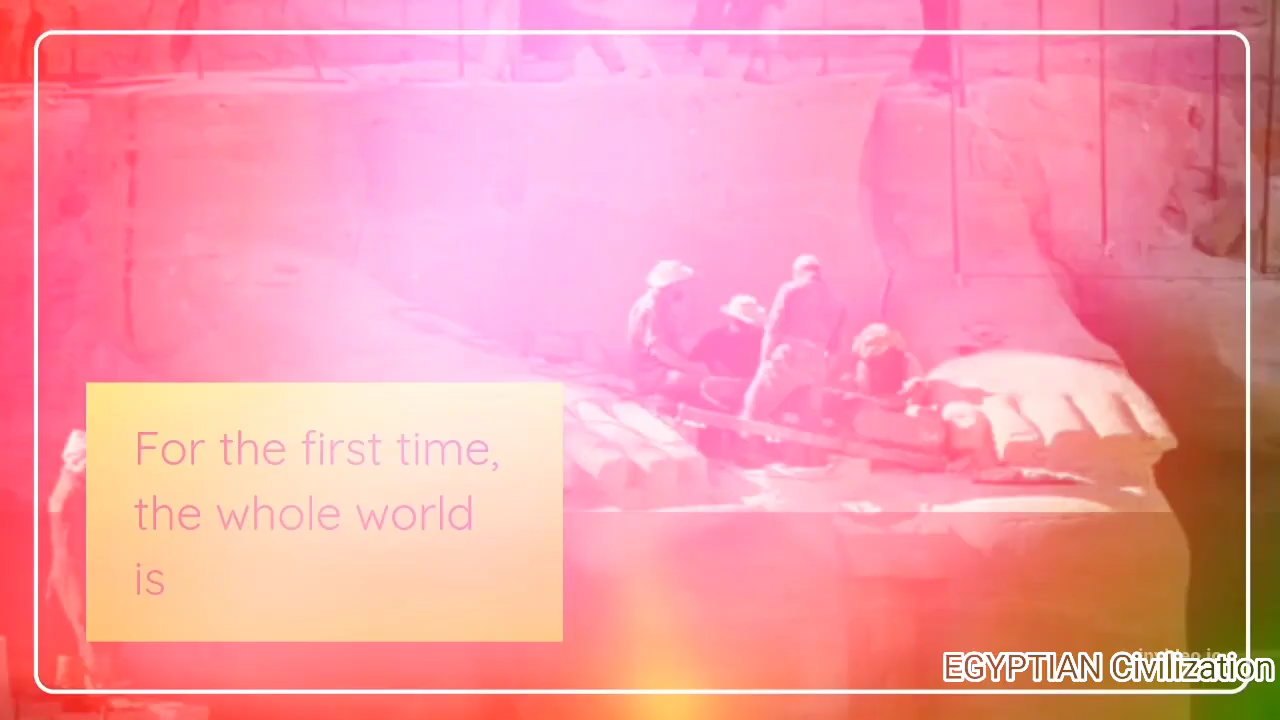 For the first time,
the whole world
is
EGYPTIAN Civilization